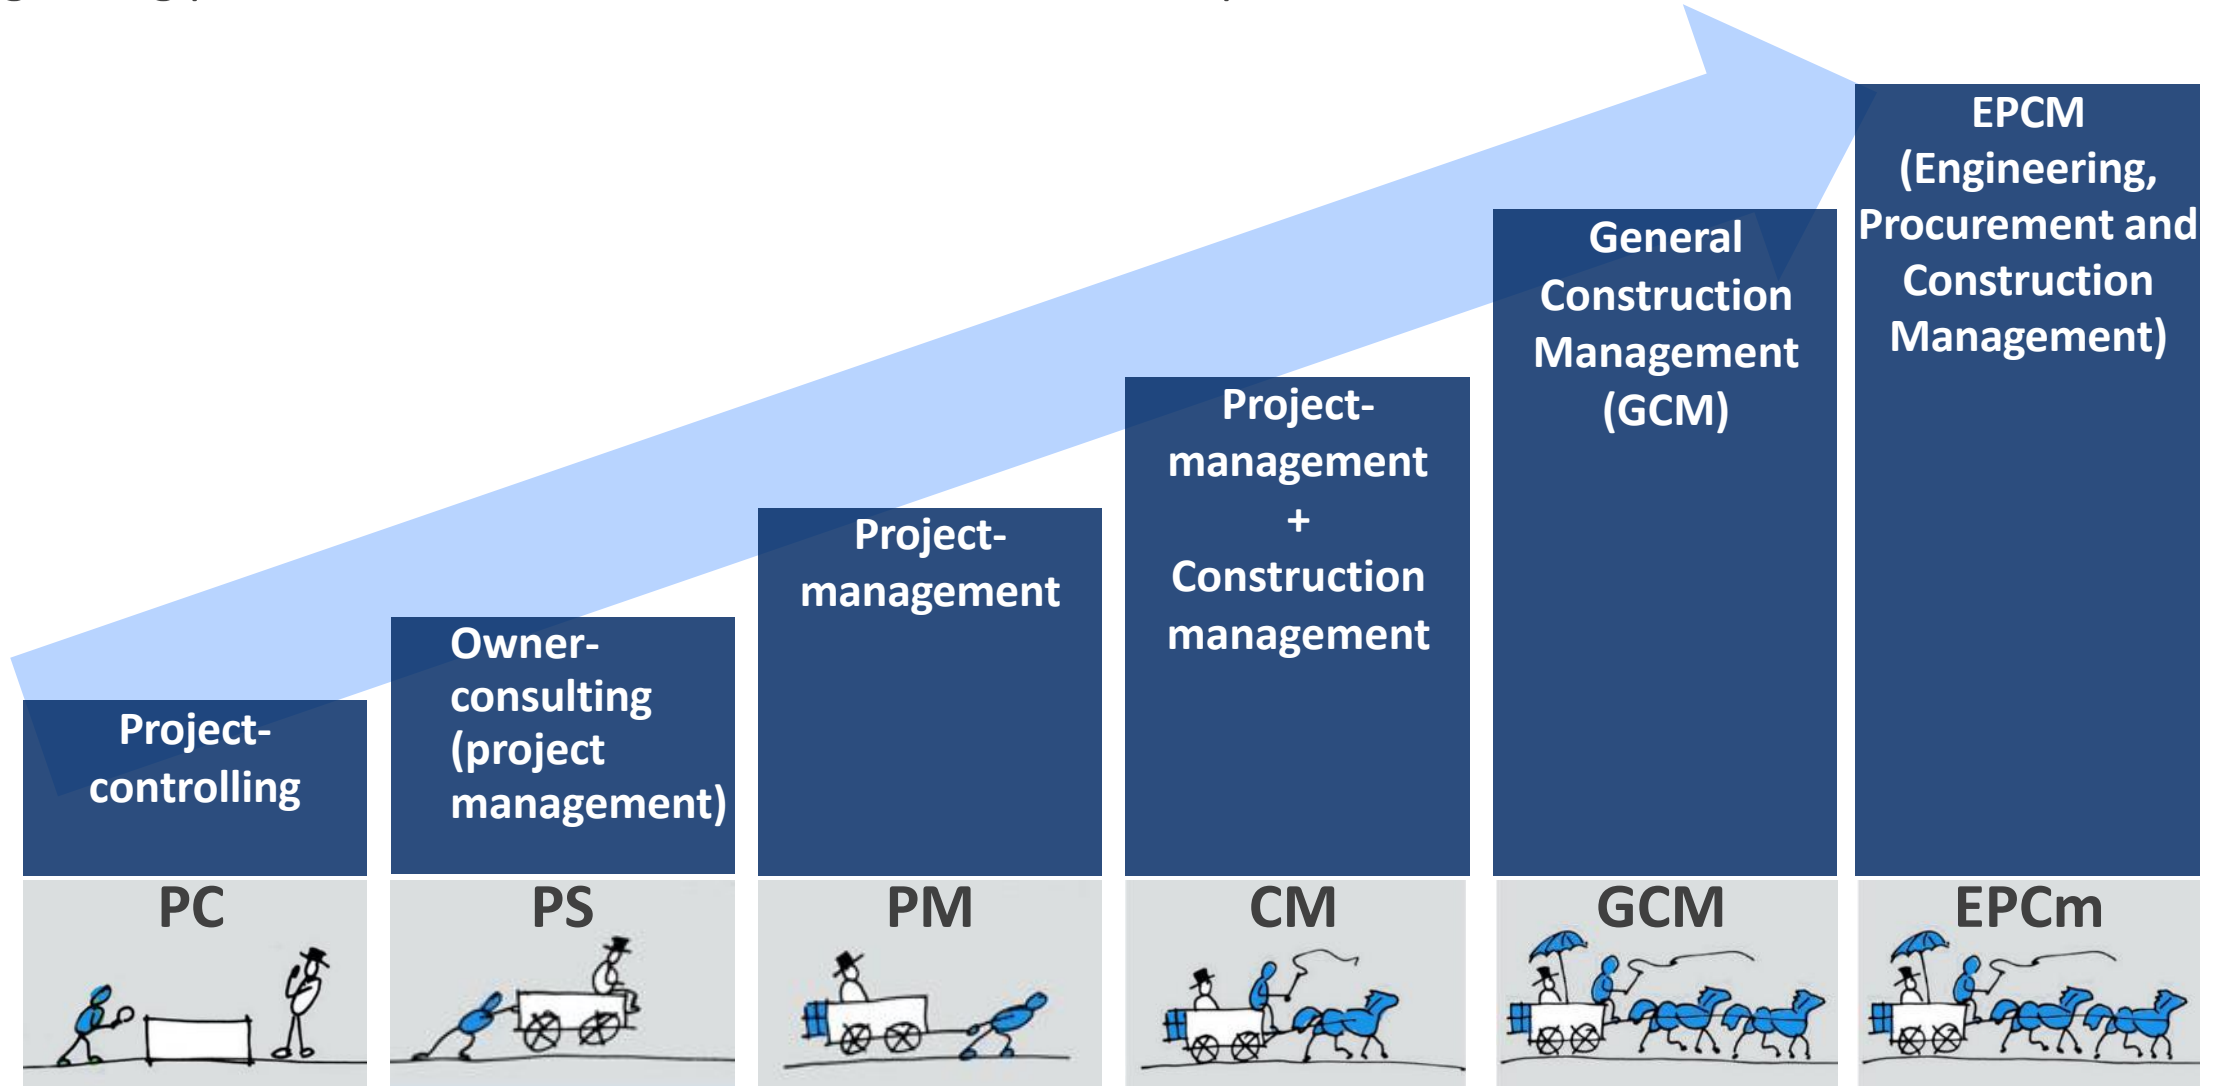 Project-
controlling
Owner-
consulting
(project
management)
Project-
management
Project-
management
+
Construction
management
General
Construction
Management
(GCM)
EPCM
(Engineering,
Procurement and
Construction
Management)
PC
PS
PM
CM
GCM
EPCm